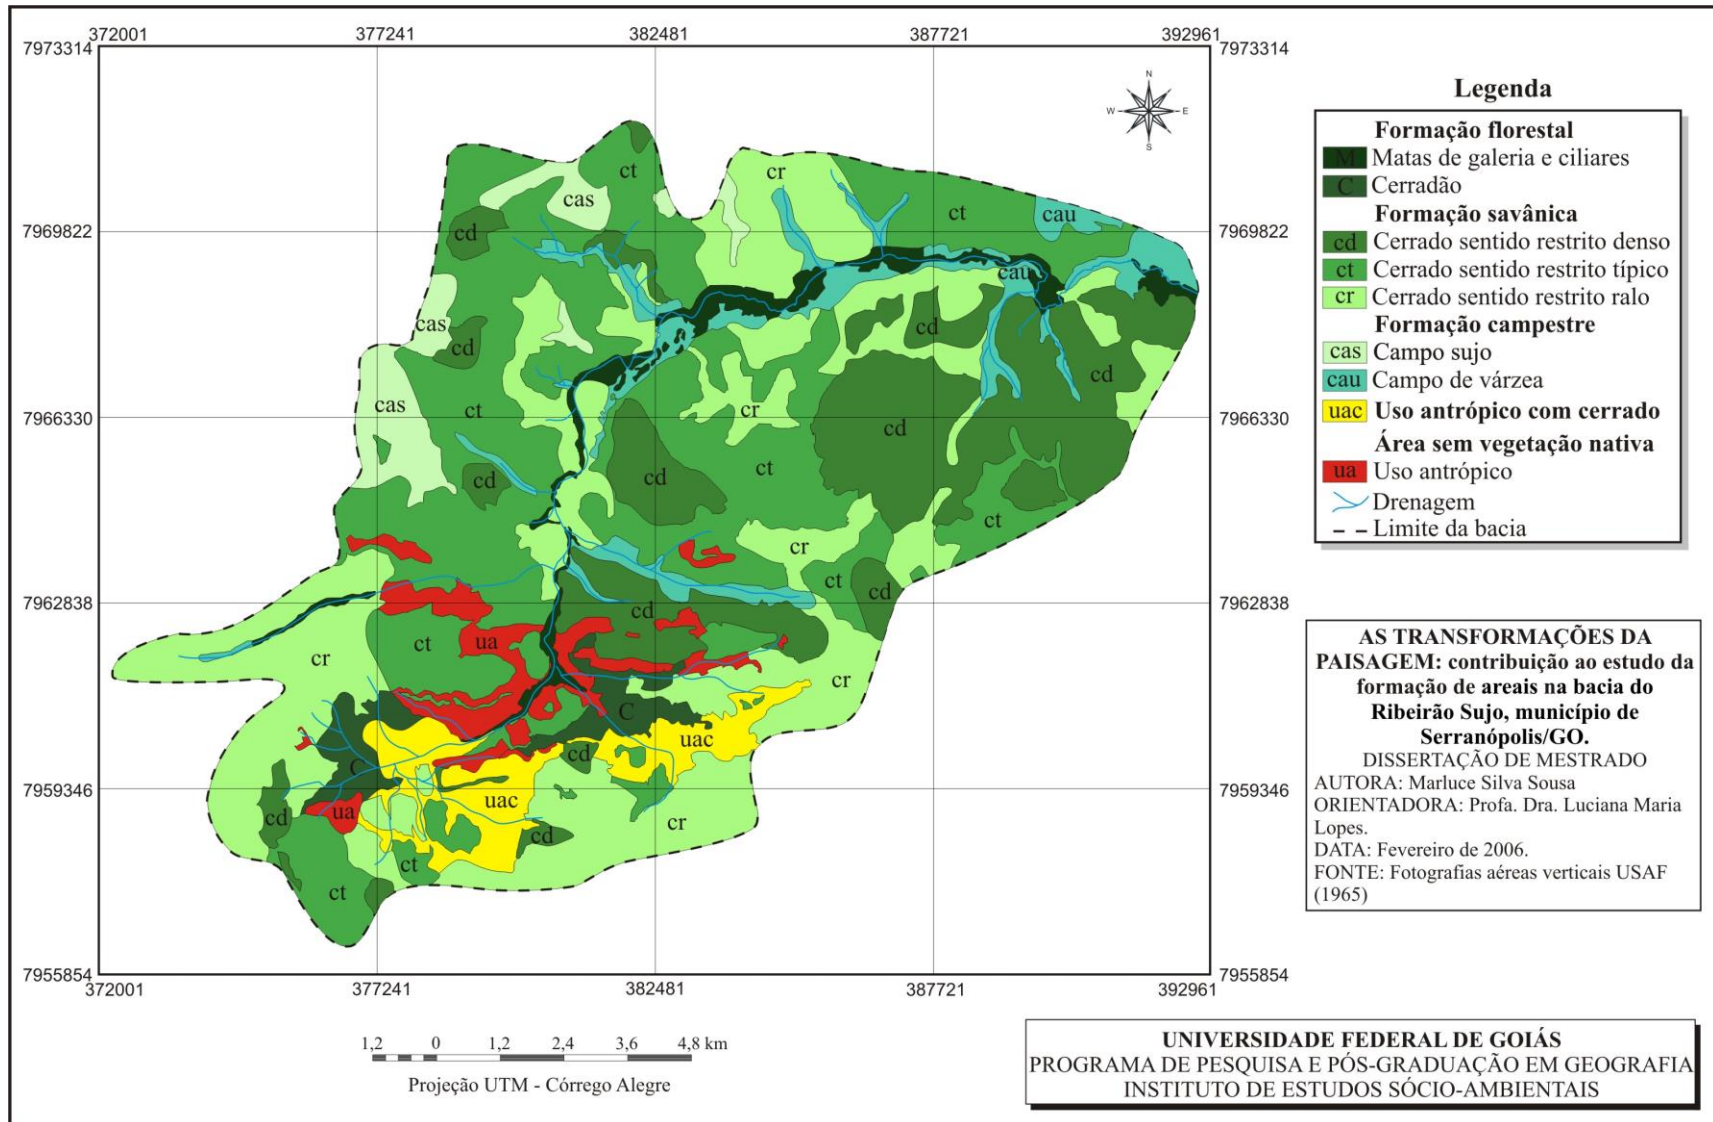 372001 377241 382481 387721 392961
7973314 7973314
N
W E
S
ct
cr
cas
ct
cau
7969822 cd 7969822
cau
cas
cd
cd
cd
cas
ct
cr
7966330 7966330
cd
ct
cd
cd
ct
cr
ct
cd
7962838 cd 7962838
ua
ct
cr
cr
C
uac
cd
C
7959346 7959346
uac
ua
cd
cr
cd
ct
ct
7955854 7955854
372001 377241 382481 387721 392961
1,2 0 1,2 2,4 3,6 4,8 km
Projeção UTM - Córrego Alegre
Legenda
Formação florestal
M Matas de galeria e ciliares
C Cerradão
Formação savânica
cd Cerrado sentido restrito denso
ct Cerrado sentido restrito típico
cr Cerrado sentido restrito ralo
Formação campestre
cas Campo sujo
cau Campo de várzea
uac Uso antrópico com cerrado
Área sem vegetação nativa
ua Uso antrópico
Drenagem
Limite da bacia
AS TRANSFORMAÇÕES DA
PAISAGEM: contribuição ao estudo da
formação de areais na bacia do
Ribeirão Sujo, município de
Serranópolis/GO.
DISSERTAÇÃO DE MESTRADO
AUTORA: Marluce Silva Sousa
ORIENTADORA: Profa. Dra. Luciana Maria
Lopes.
DATA: Fevereiro de 2006.
FONTE: Fotografias aéreas verticais USAF
(1965)
UNIVERSIDADE FEDERAL DE GOIÁS
PROGRAMA DE PESQUISA E PÓS-GRADUAÇÃO EM GEOGRAFIA
INSTITUTO DE ESTUDOS SÓCIO-AMBIENTAIS